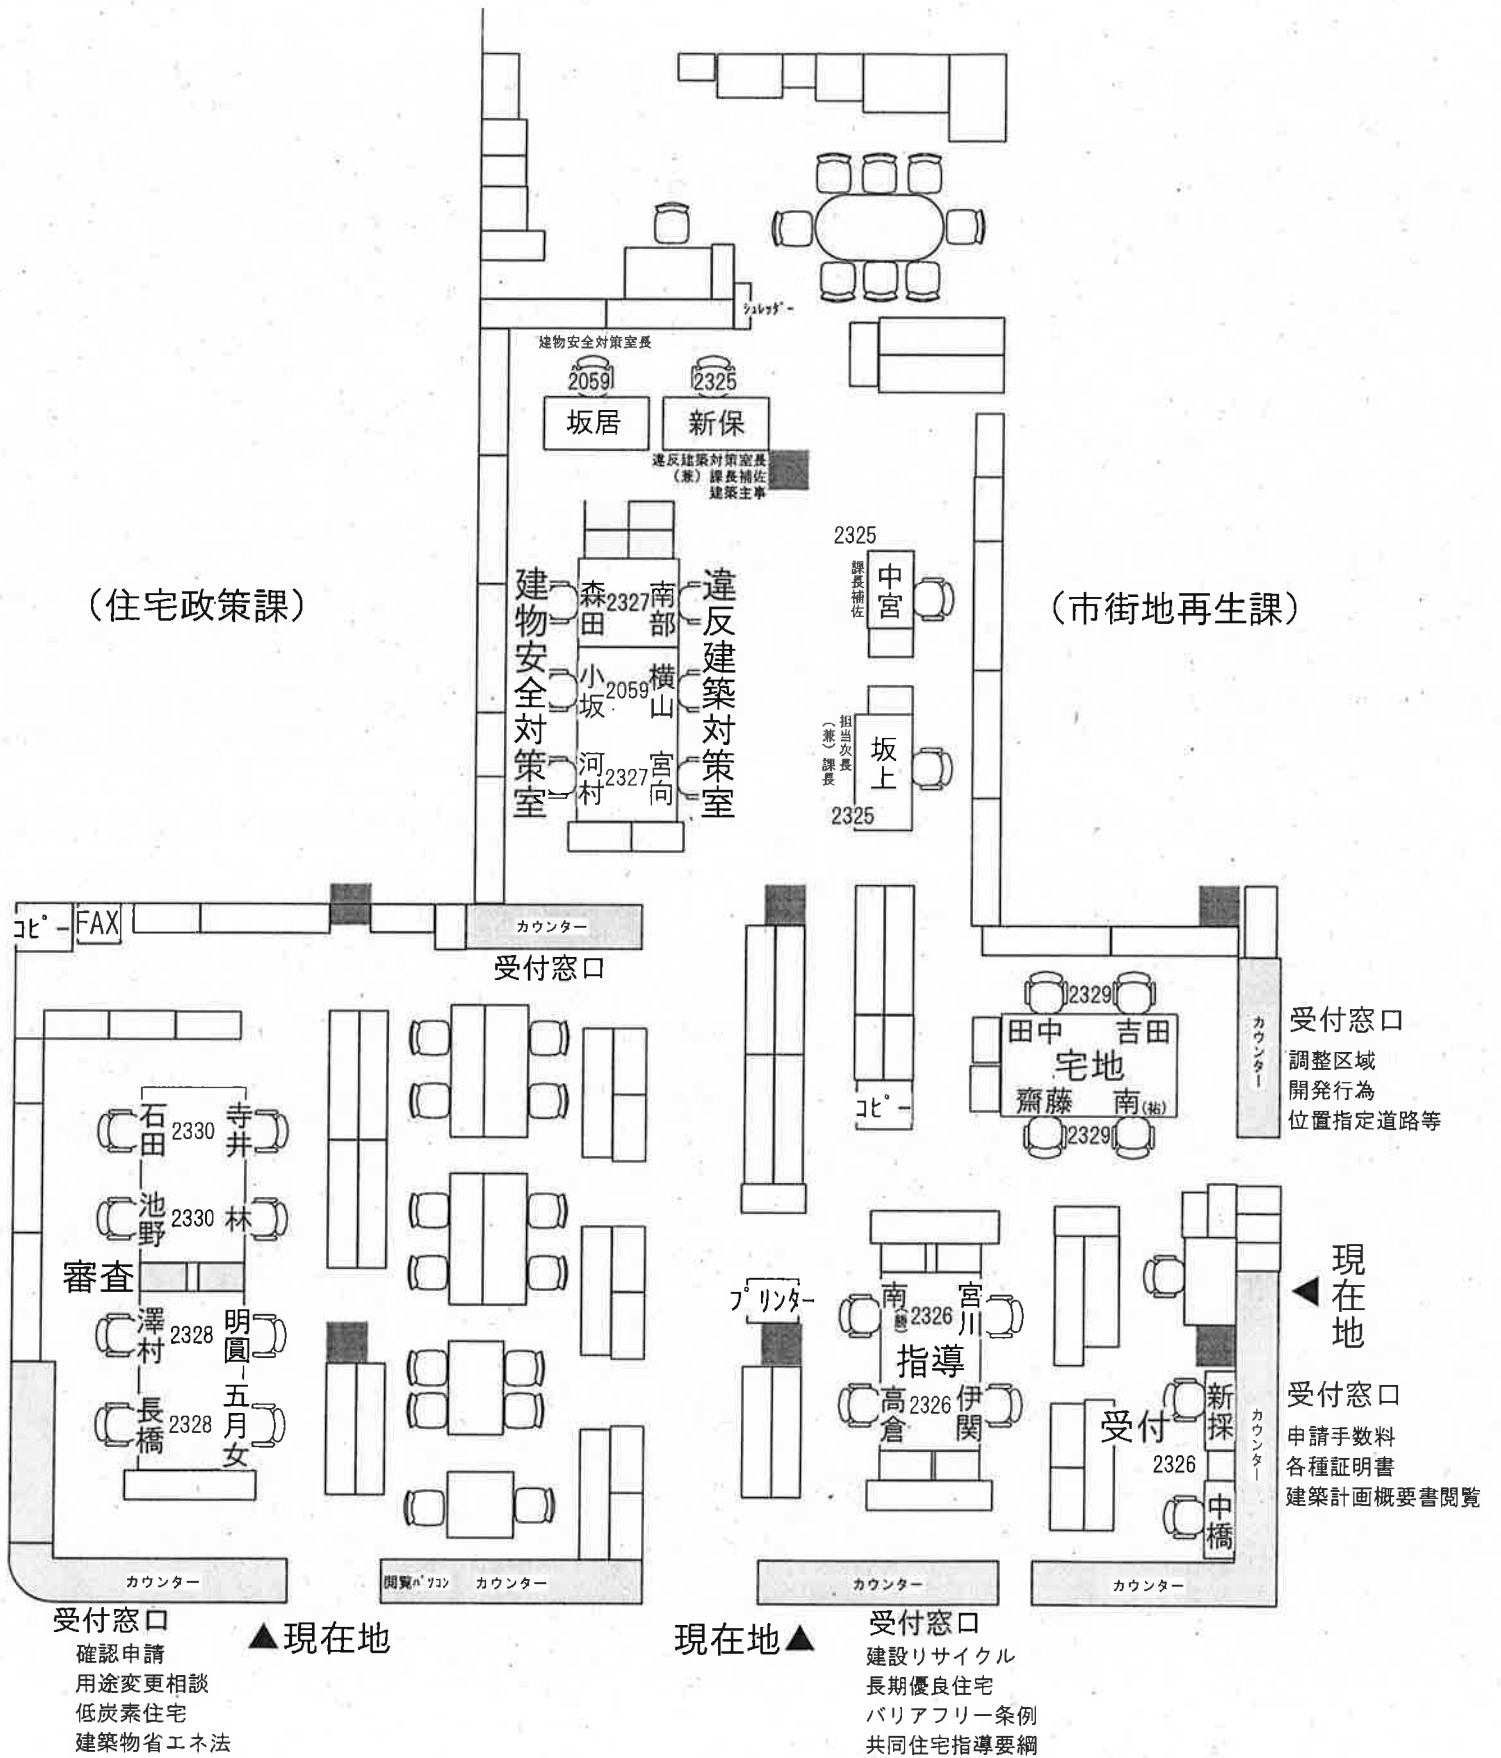 シュレッダー
建物安全対策室長
2059
2325
坂居
新保
違反建築対策室長
（兼）課長補佐
建築主事
2325
課長補佐
中宮
（住宅政策課）
（市街地再生課）
建物安全対策室
違反建築対策室
森田
2327
南部
小坂
2059
横山
河村
2327
宮向
担当次長
（兼）課長
坂上
2325
コピー
FAX
カウンター
受付窓口
2329
田中
吉田
宅地
齋藤
南(祐)
2329
カウンター
受付窓口
調整区域
開発行為
位置指定道路等
コピー
石田
2330
寺井
池野
2330
林
審査
澤村
2328
明圓
長橋
2328
五月女
プリンター
南
2326
宮川
指導
高倉
2326
伊関
現在地
受付
新採
2326
中橋
カウンター
受付窓口
申請手数料
各種証明書
建築計画概要書閲覧
カウンター
閲覧パソコン
カウンター
カウンター
カウンター
受付窓口
確認申請
用途変更相談
低炭素住宅
建築物省エネ法
▲現在地
現在地▲
受付窓口
建設リサイクル
長期優良住宅
バリアフリー条例
共同住宅指導要綱